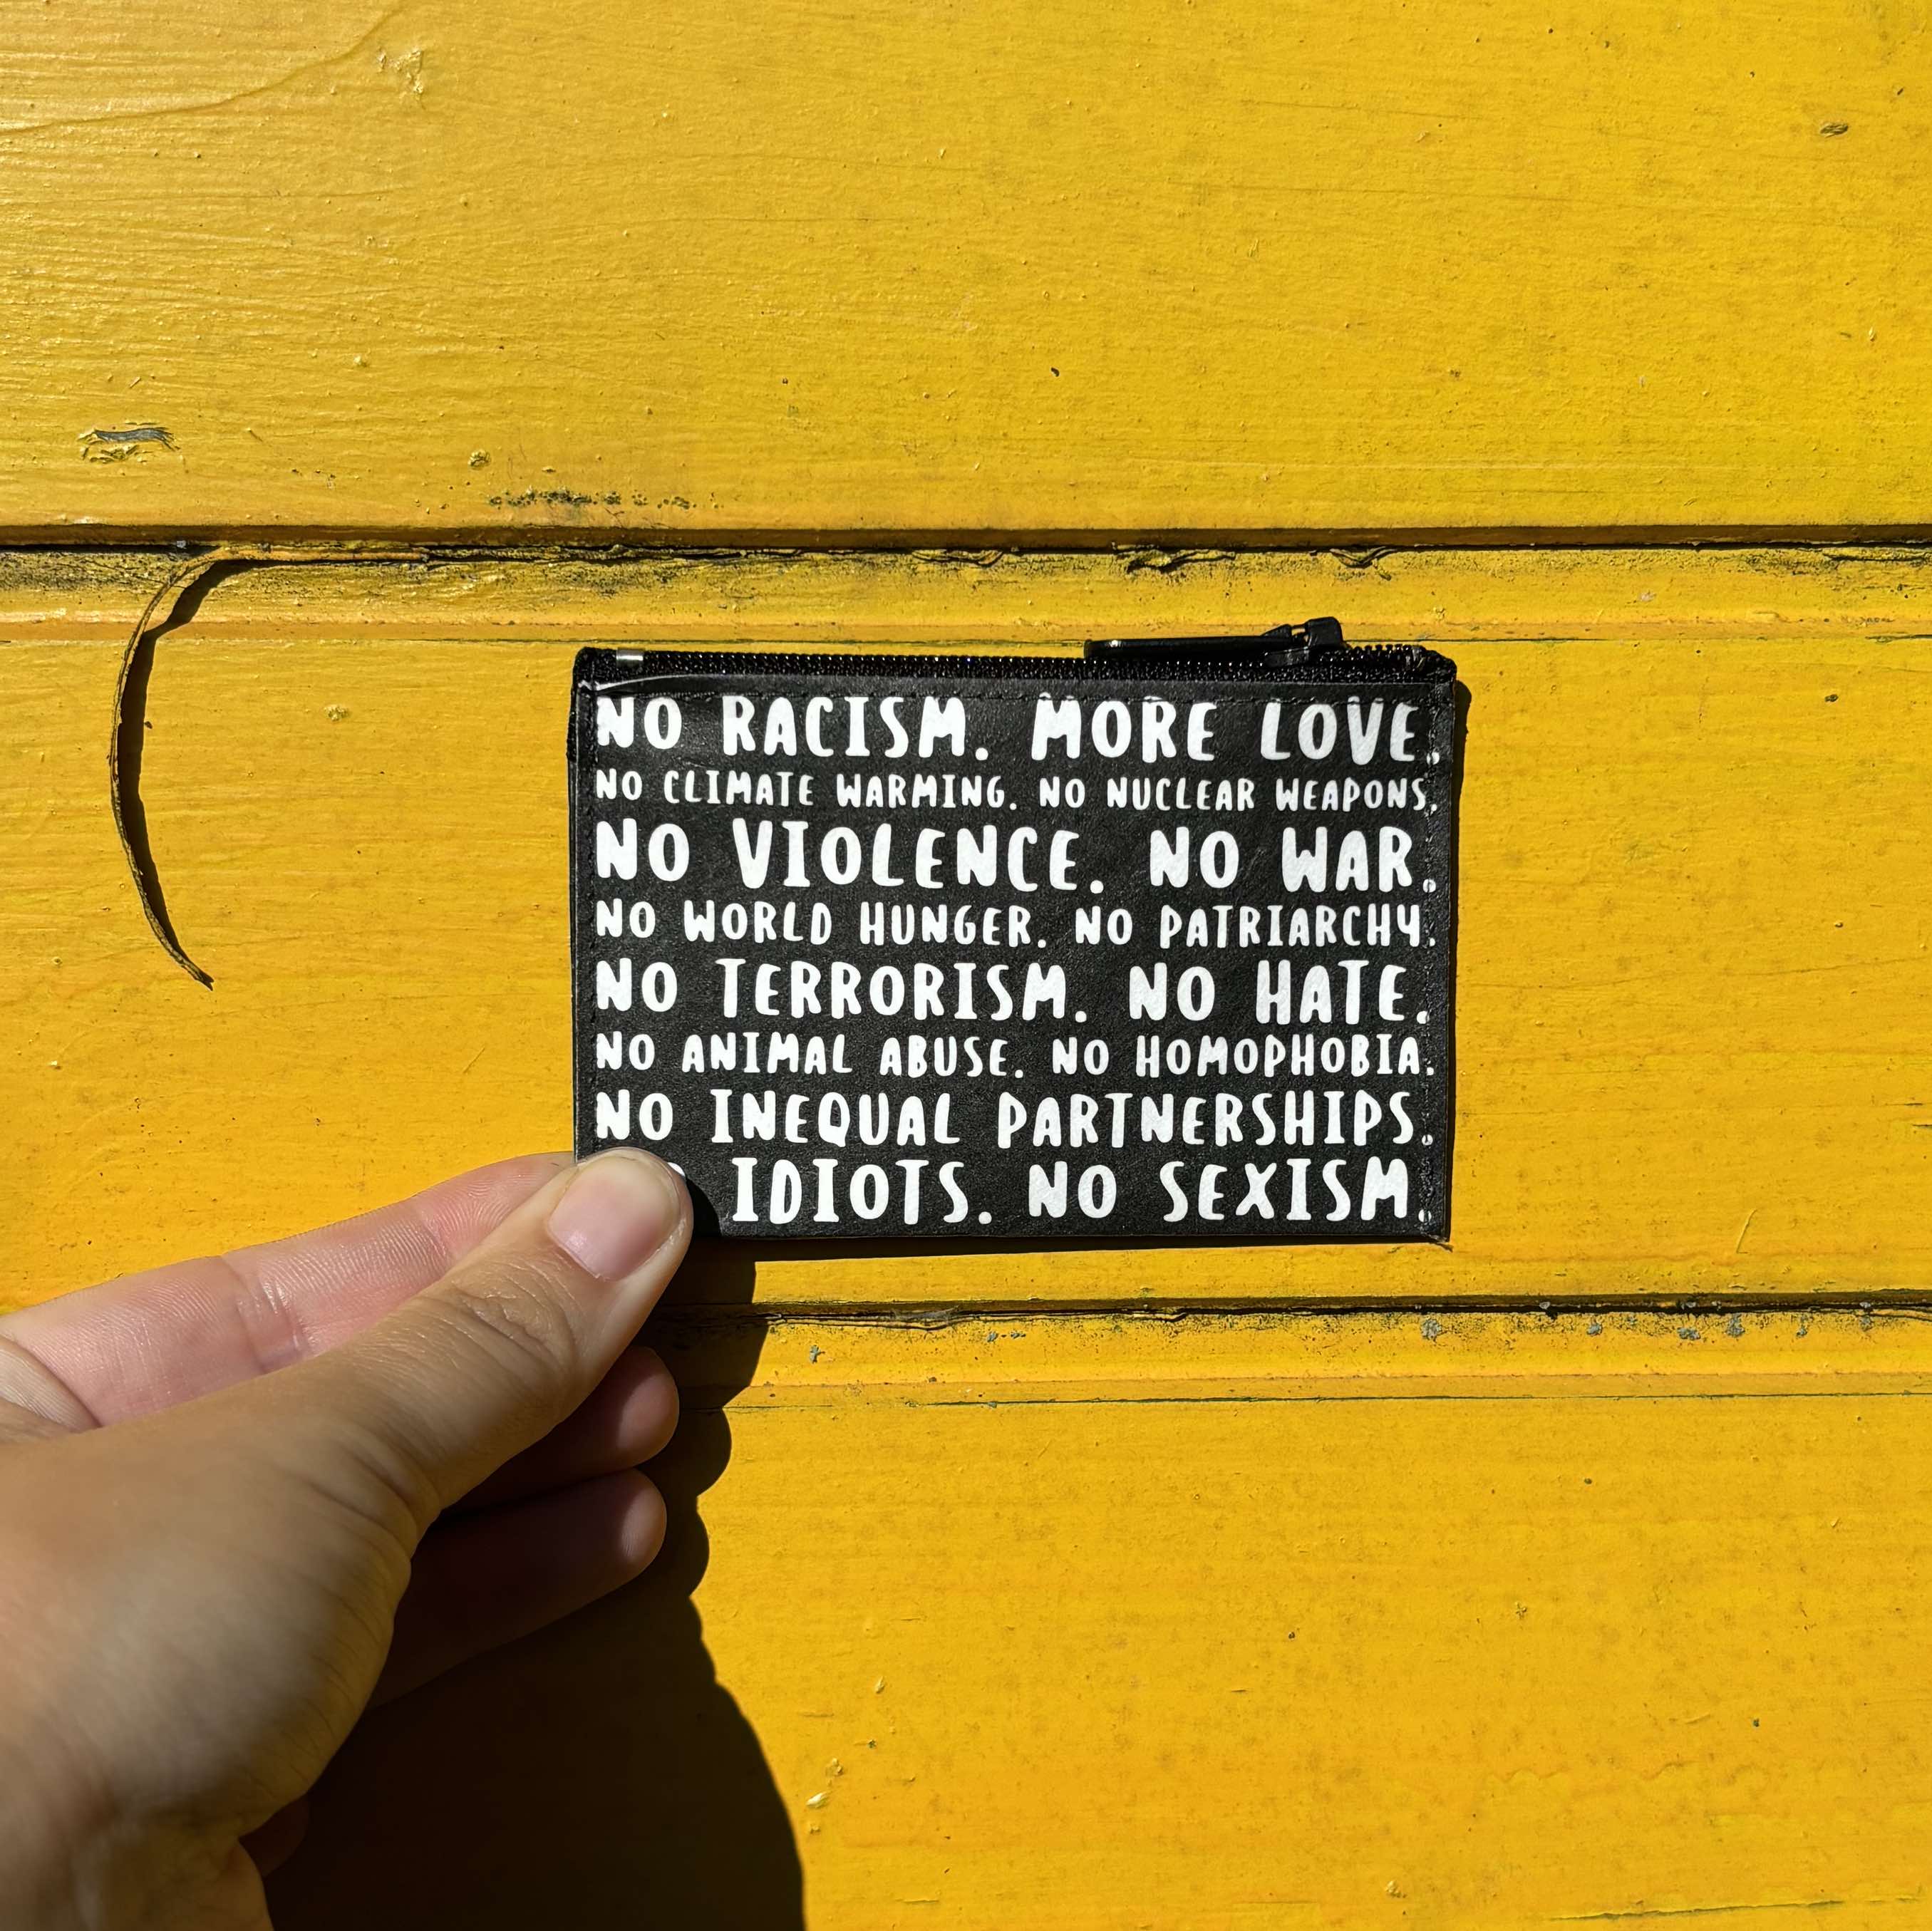 NO RACISM. MORE LOVE.
NO CLIMATE WARMING. NO NUCLEAR WEAPONS.
NO VIOLENCE. NO WAR.
NO WORLD HUNGER. NO PATRIARCHY.
NO TERRORISM. NO HATE.
NO ANIMAL ABUSE. NO HOMOPHOBIA.
NO INEQUAL PARTNERSHIPS.
IDIOTS. NO SEXISM.